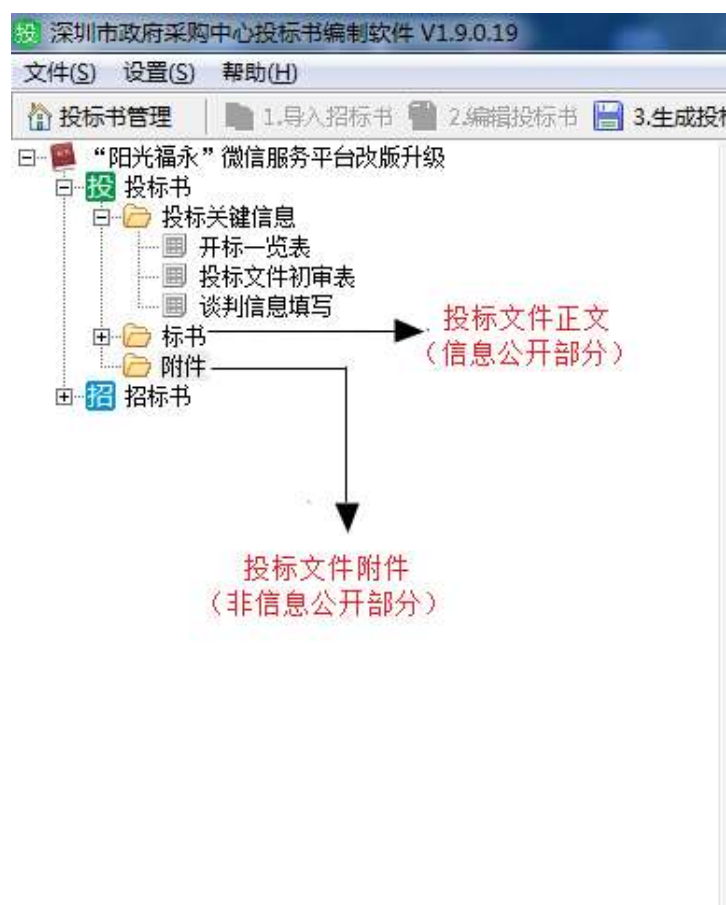 投 深圳市政府采购中心投标书编制软件 V1.9.0.19
文件(S) 设置(S) 帮助(H)
投标书管理 1.导入招标书 2.编辑投标书 3.生成投
“阳光福永”微信服务平台改版升级
投 投标书
投标关键信息
开标一览表
投标文件初审表
谈判信息填写
标书
投标文件正文
（信息公开部分）
附件
招 招标书
投标文件附件
（非信息公开部分）